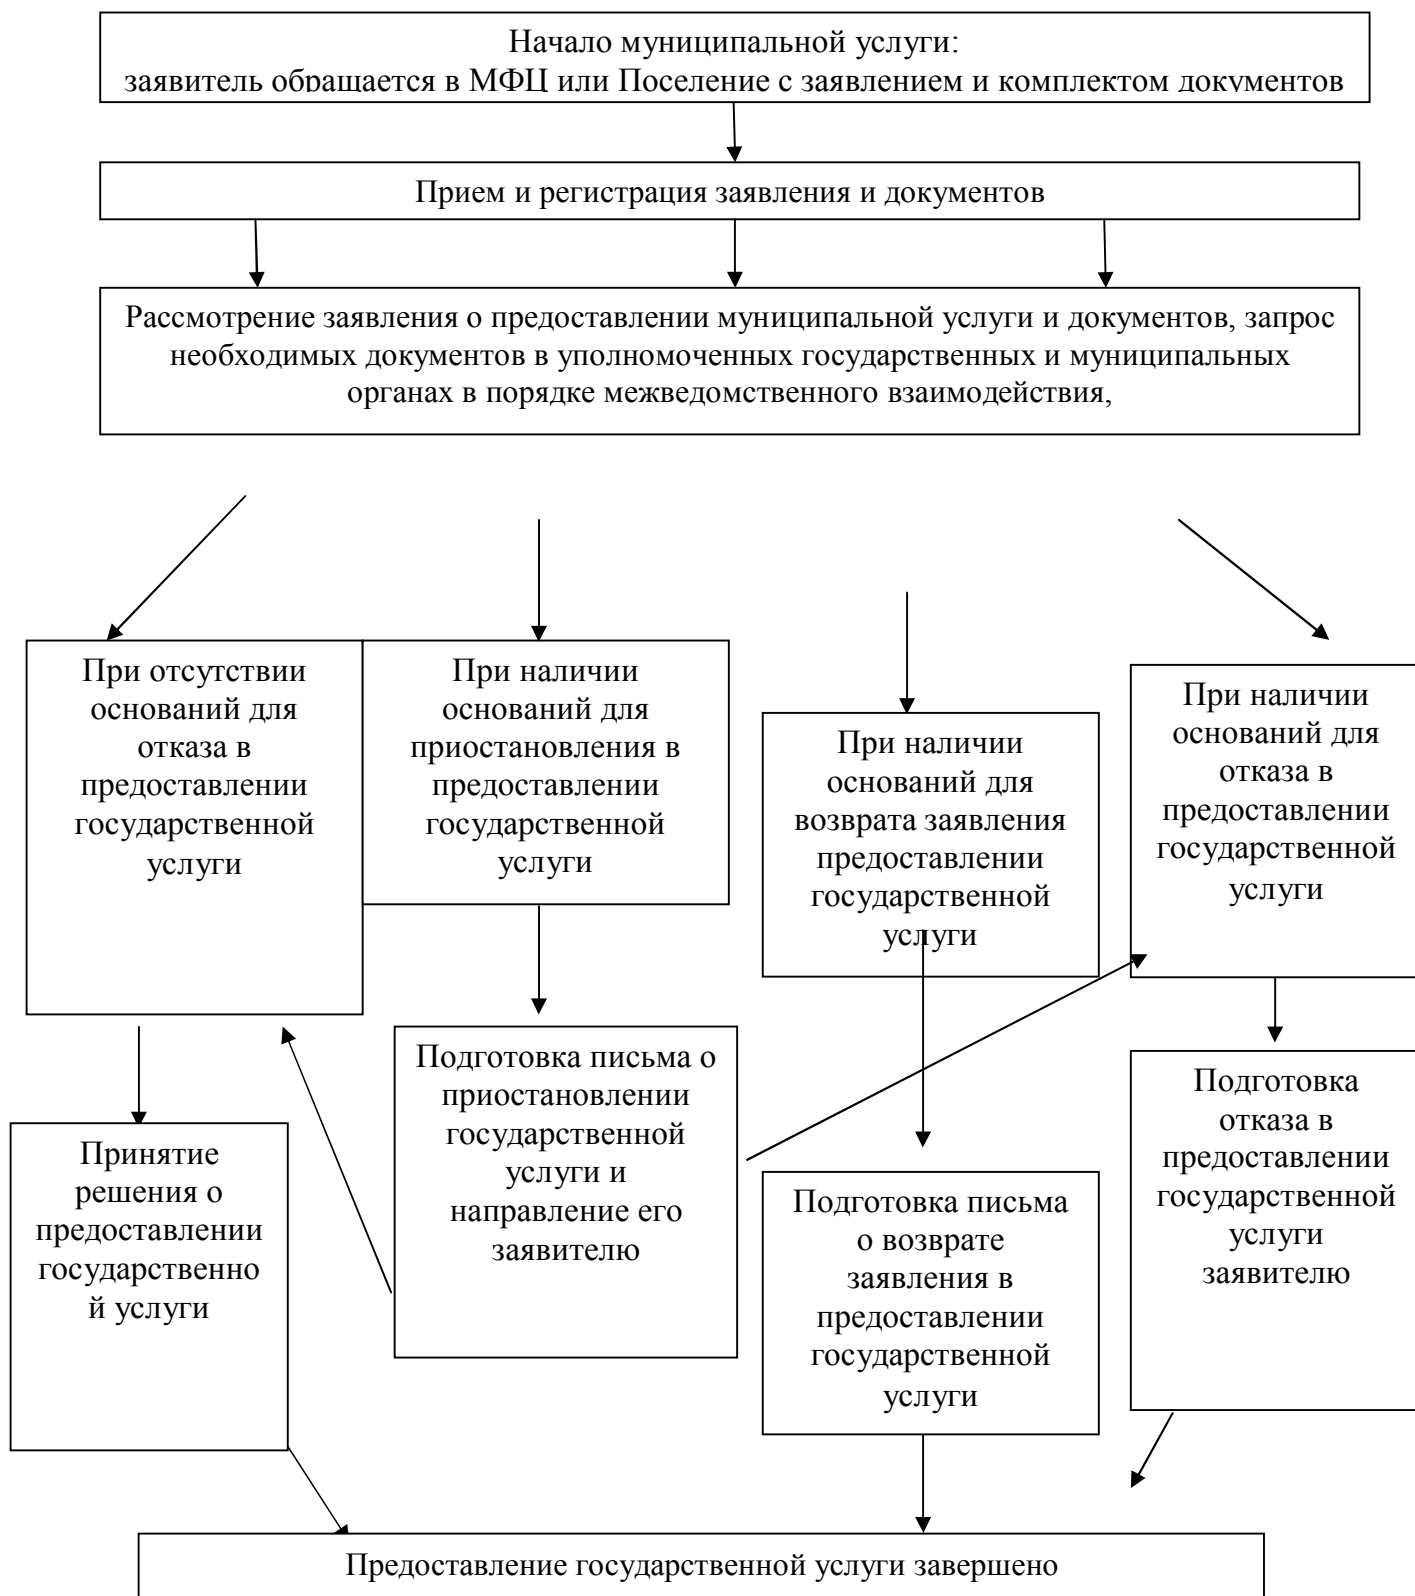 Начало муниципальной услуги:
заявитель обращается в МФЦ или Поселение с заявлением и комплектом документов
Прием и регистрация заявления и документов
Рассмотрение заявления о предоставлении муниципальной услуги и документов, запрос
необходимых документов в уполномоченных государственных и муниципальных
органах в порядке межведомственного взаимодействия,
При отсутствии
оснований для
отказа в
предоставлении
государственной
услуги
При наличии
оснований для
приостановления в
предоставлении
государственной
услуги
При наличии
оснований для
возврата заявления
предоставлении
государственной
услуги
При наличии
оснований для
отказа в
предоставлении
государственной
услуги
Принятие
решения о
предоставлении
государственно
й услуги
Подготовка письма о
приостановлении
государственной
услуги и
направление его
заявителю
Подготовка письма
о возврате
заявления в
предоставлении
государственной
услуги
Подготовка
отказа в
предоставлении
государственной
услуги
заявителю
Предоставление государственной услуги завершено